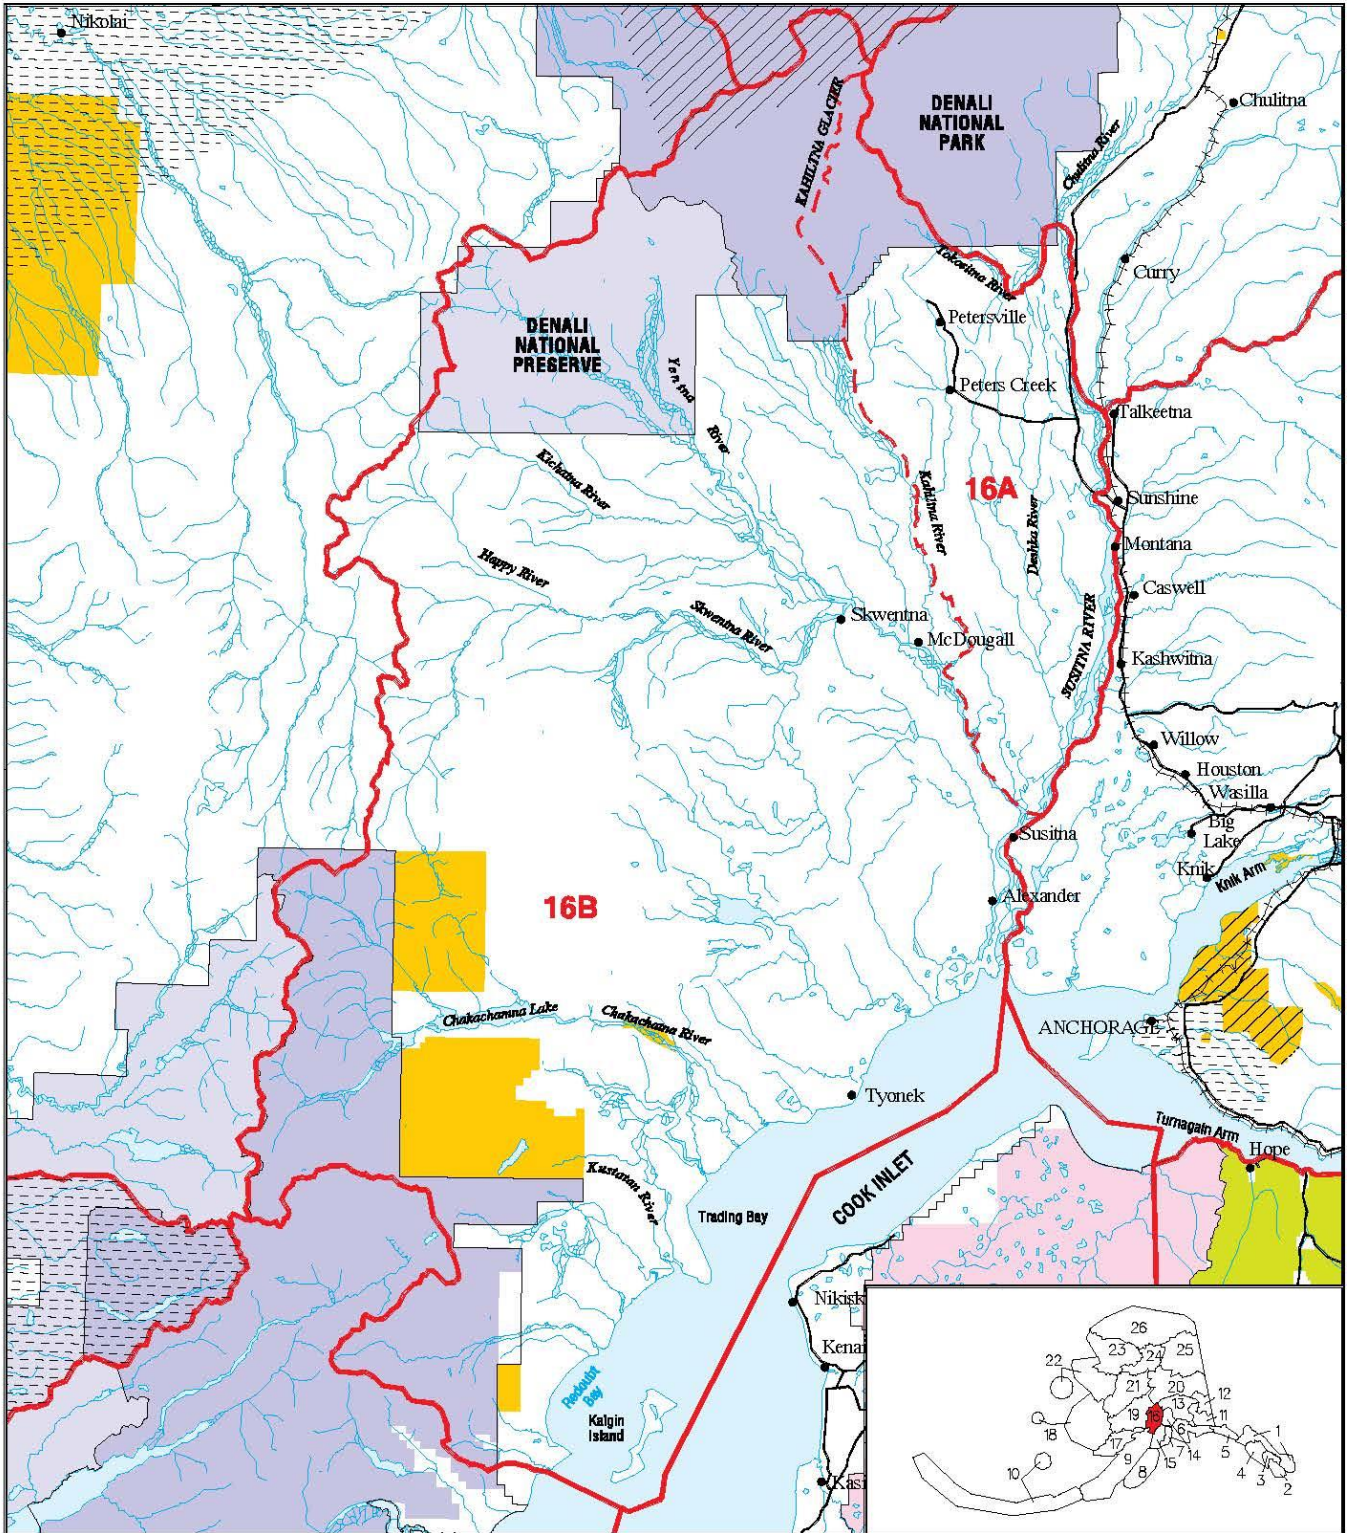 Nikolai
KAHILTNA GLACIER
DENALI
NATIONAL
PARK
Chulitna
Chulitna River
Tokositna River
Curry
Petersville
DENALI
NATIONAL
PRESERVE
Yentna
River
Peters Creek
Talkeetna
Kichatna River
Kahiltna River
16A
Deshka River
Sunshine
Montana
Happy River
Caswell
Skwentna River
Skwentna
McDougall
SUSITNA RIVER
Kashwitna
Willow
Houston
Wasilla
Big
Lake
Susitna
Knik
Knik Arm
16B
Alexander
Chakachamna Lake
Chakachatna River
ANCHORAGE
Tyonek
Turnagain Arm
Hope
Kustatan River
COOK INLET
Trading Bay
Nikisk
Kenai
Redoubt
Bay
Kalgin
Island
Kasi
26
23
24
25
22
21
20
12
13
19
16
11
18
6
1
17
7
14
5
9
15
4
10
8
3
2